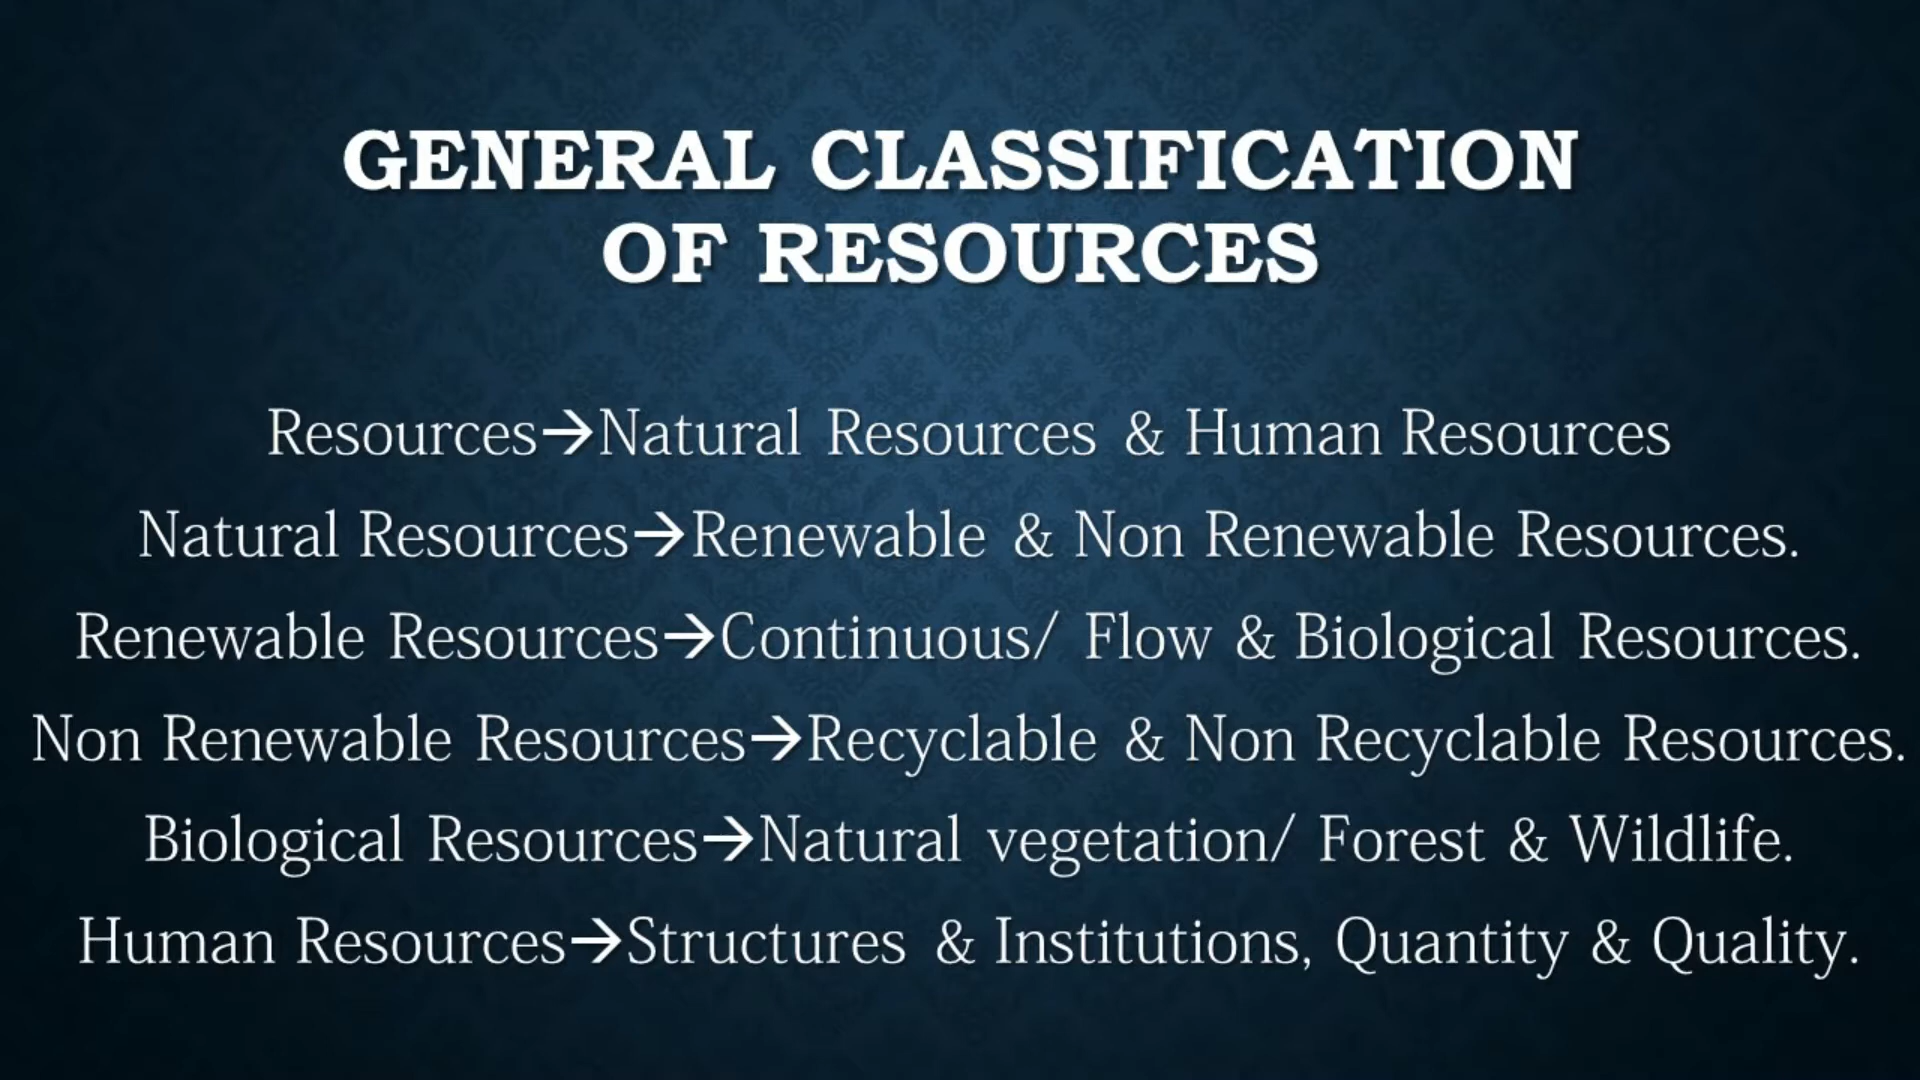 GENERAL CLASSIFICATION
OF RESOURCES
Resources→Natural Resources & Human Resources
Natural Resources→Renewable & Non Renewable Resources.
Renewable Resources→Continuous/ Flow & Biological Resources.
Non Renewable Resources→Recyclable & Non Recyclable Resources.
Biological Resources→Natural vegetation/ Forest & Wildlife.
Human Resources→Structures & Institutions, Quantity & Quality.